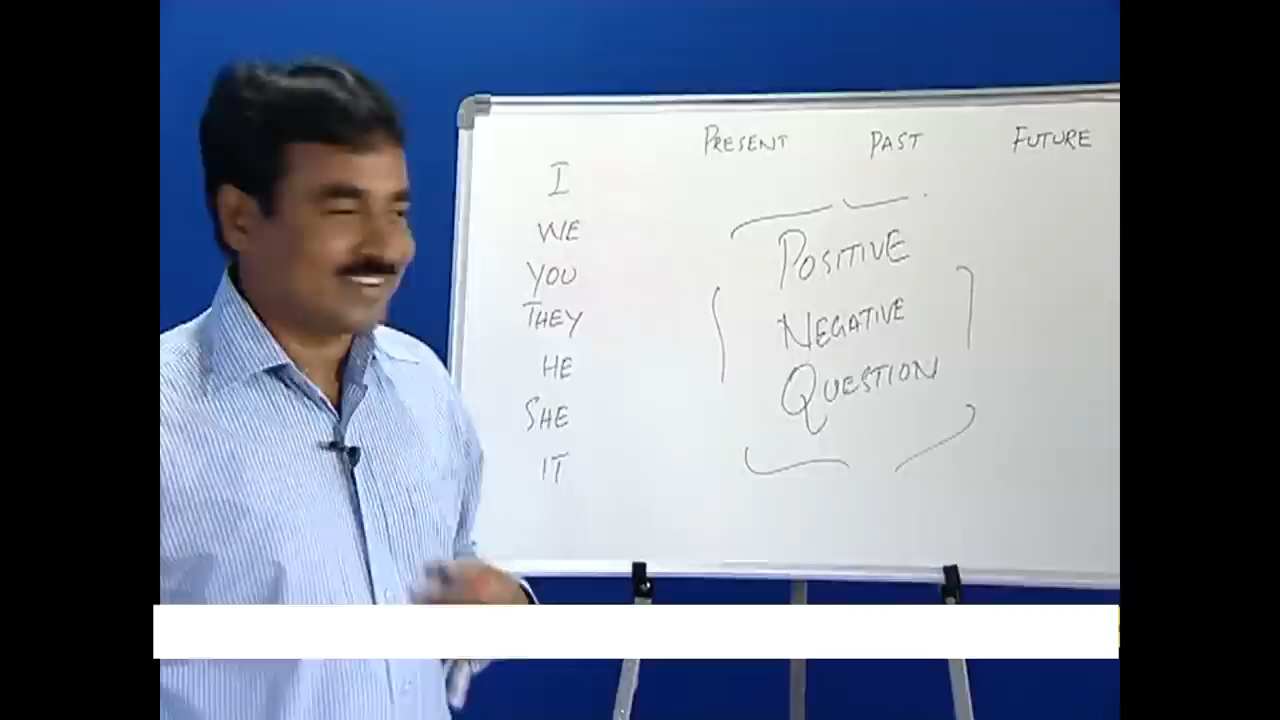 PRESENT PAST FUTURE
I
WE
YOU
THEY
HE
SHE
IT
POSITIVE
NEGATIVE
QUESTION